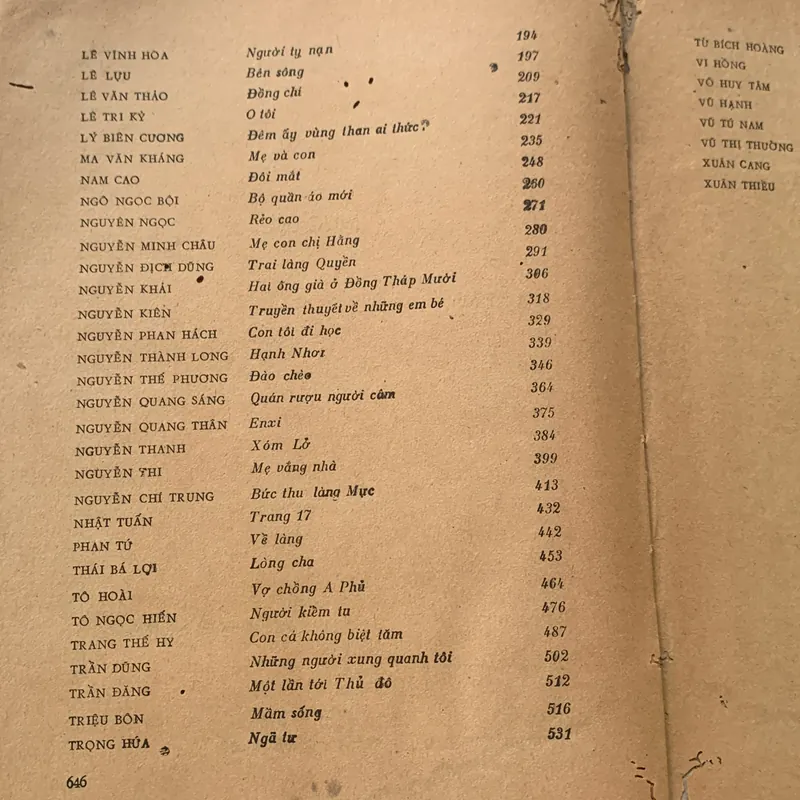 LÊ VĨNH HÒA Người tỵ nạn 194
LÊ LỰU Bên sông 197
LÊ VĂN THẢO Đồng chí 209
LÊ TRI KỶ O tôi 217
LÝ BIÊN CƯƠNG Đêm ấy vùng than ai thức? 221
MA VĂN KHÁNG Mẹ và con 235
NAM CAO Đôi mắt 248
NGÔ NGỌC BỘI Bộ quần áo mới 260
NGUYÊN NGỌC Rẻo cao 271
NGUYỄN MINH CHÂU Mẹ con chị Hằng 280
NGUYỄN ĐỊCH DŨNG Trai làng Quyền 291
NGUYỄN KHẢI Hai ông già ở Đồng Tháp Mười 306
NGUYỄN KIÊN Truyền thuyết về những em bé 318
NGUYỄN PHAN HÁCH Con tôi đi học 329
NGUYỄN THÀNH LONG Hạnh Nhơn 339
NGUYỄN THẾ PHƯƠNG Đào chèo 346
NGUYỄN QUANG SÁNG Quán rượu người câm 364
NGUYỄN QUANG THÂN Enxi 375
NGUYỄN THANH Xóm Lở 384
NGUYỄN THI Mẹ vắng nhà 399
NGUYỄN CHÍ TRUNG Bức thư làng Mực 413
NHẬT TUẤN Trang 17 432
PHAN TỨ Về làng 442
THÁI BÁ LỢI Lòng cha 453
TÔ HOÀI Vợ chồng A Phủ 464
TÔ NGỌC HIẾN Người kiểm tu 476
TRANG THẾ HY Con cá không biệt tăm 487
TRẦN DŨNG Những người xung quanh tôi 502
TRẦN ĐĂNG Một lần tới Thủ đô 512
TRIỆU BÔN Mầm sống 516
TRỌNG HỨA Ngã tư 531
646
TỪ BÍCH HOÀNG
VI HỒNG
VÕ HUY TÂM
VŨ HẠNH
VŨ TÚ NAM
VŨ THỊ THƯỜNG
XUÂN CANG
XUÂN THIỀU